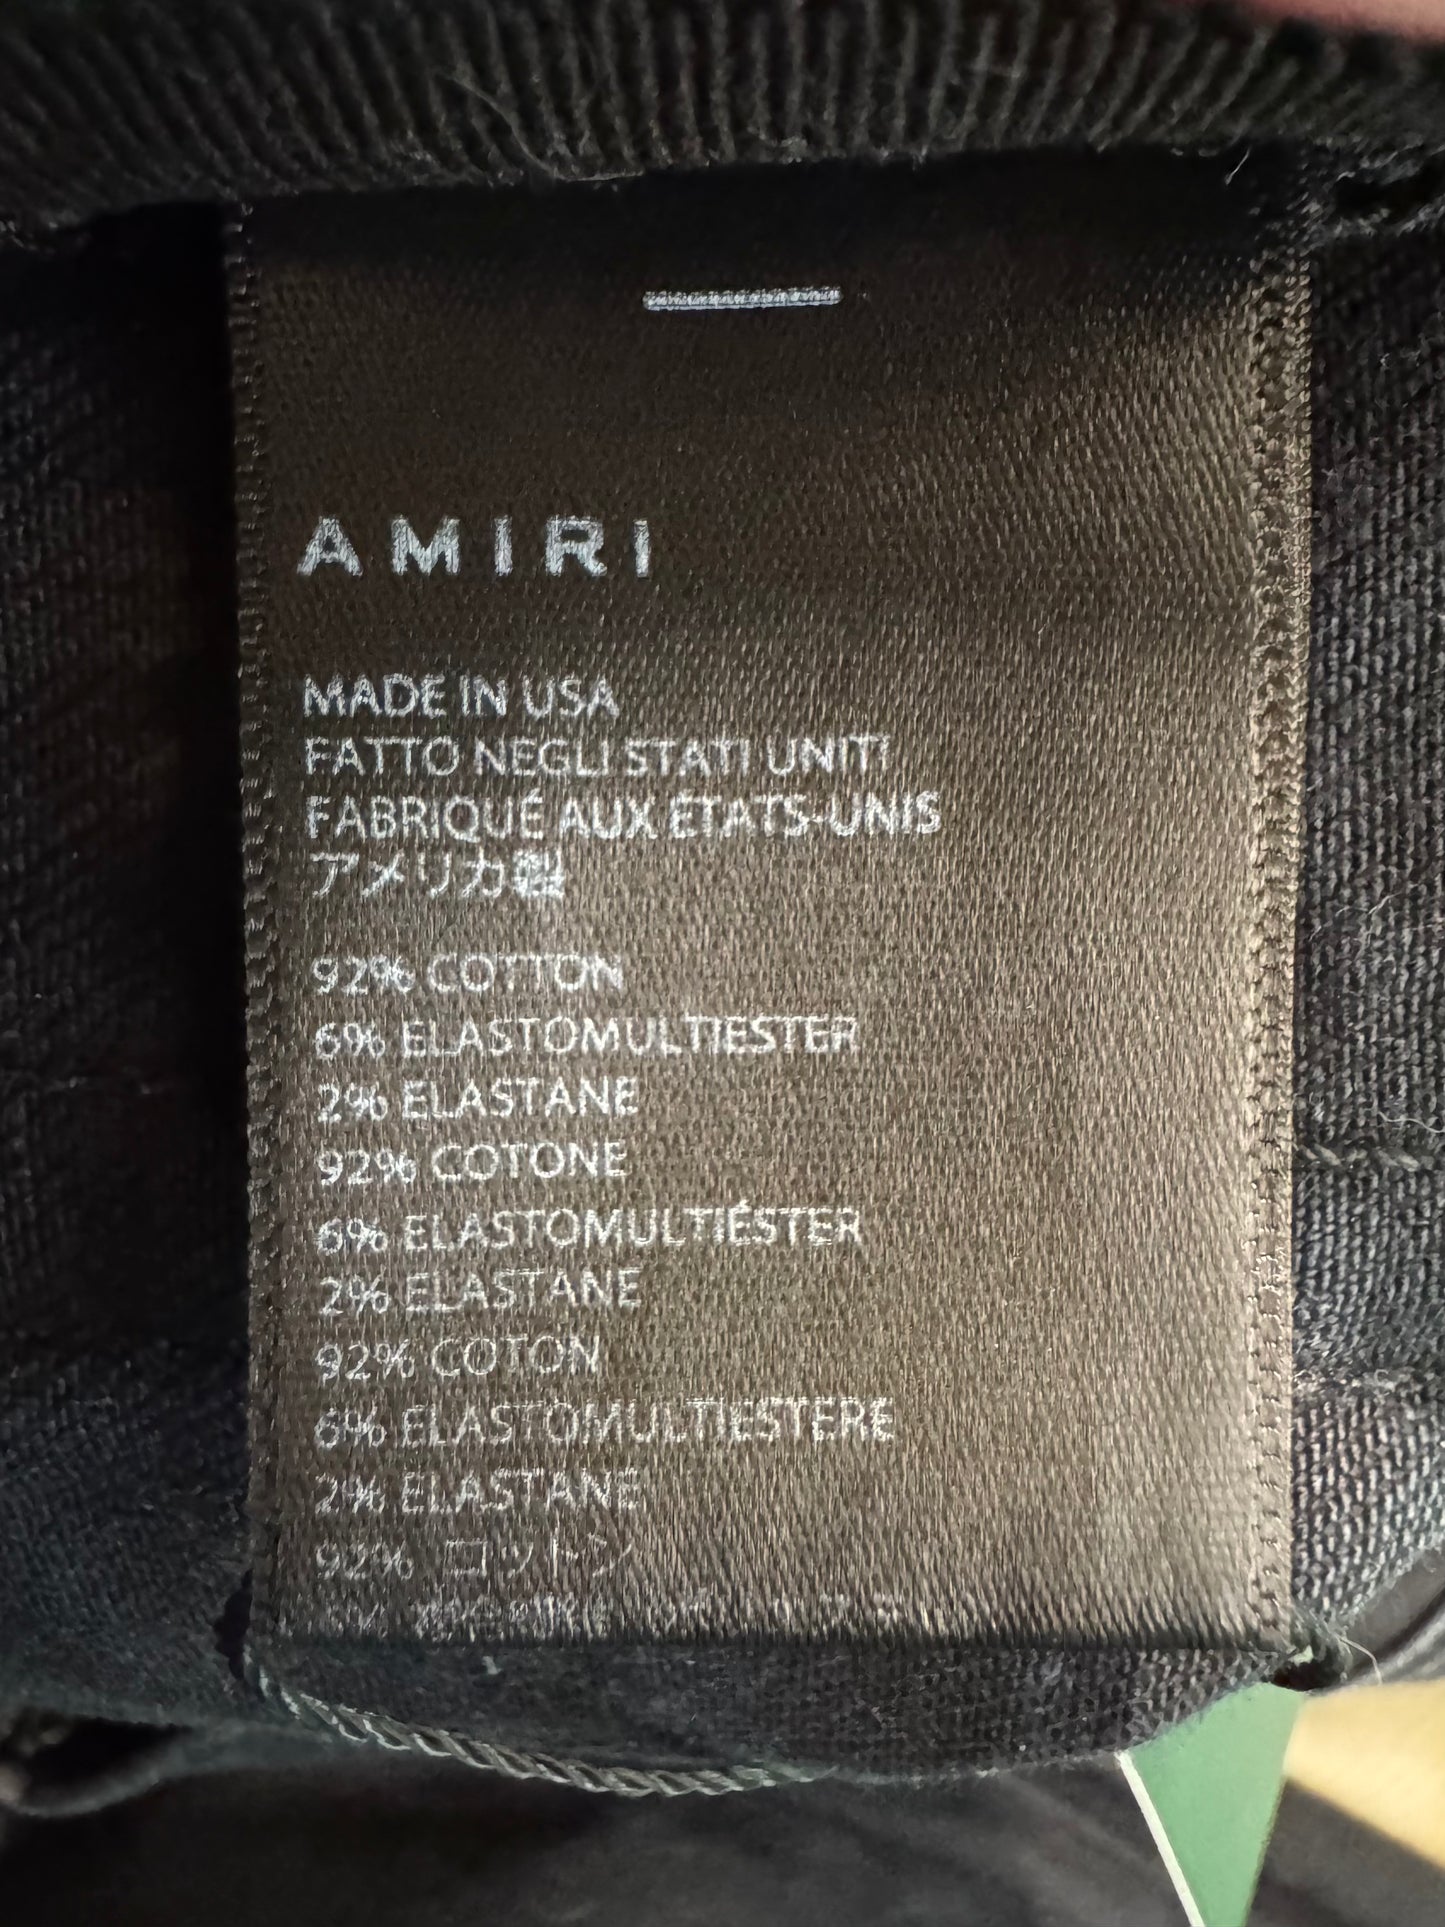 AMIRI
MADE IN USA
FATTO NEGLI STATI UNITI
FABRIQUÉ AUX ÉTATS-UNIS
アメリカ製
92% COTTON
6% ELASTOMULTIESTER
2% ELASTANE
92% COTONE
6% ELASTOMULTIÉSTER
2% ELASTANE
92% COTON
6% ELASTOMULTIESTERE
2% ELASTANE
92% コットン